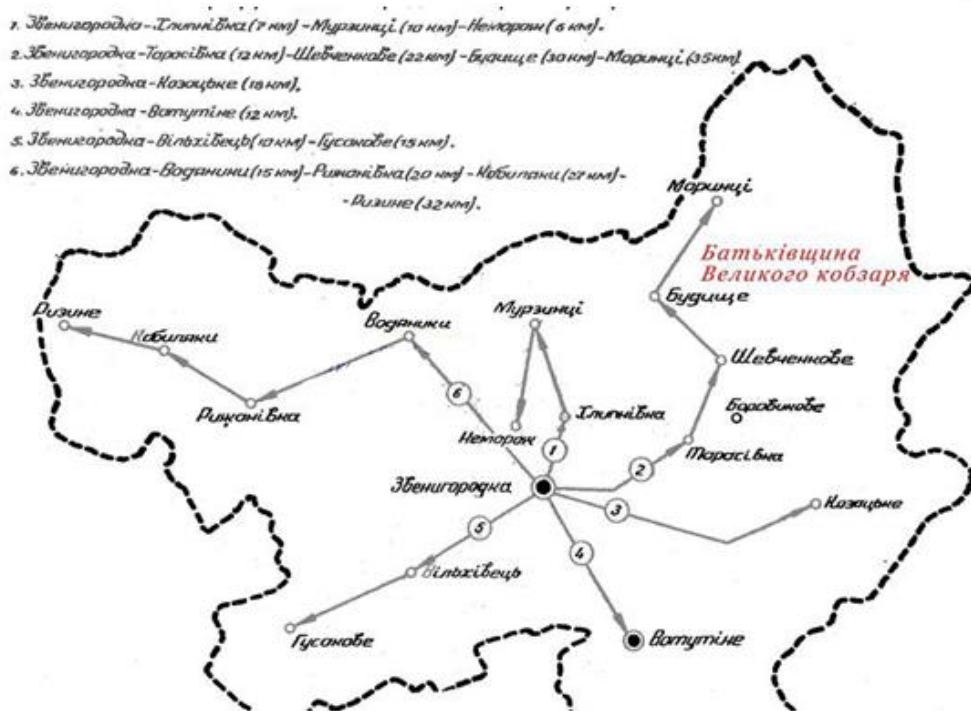 1. Звенигородка-Хлипнівка (7 км) -Мурзинці (10 км)-Неморож (6 км).
2. Звенигородка-Тарасівка (12 км)-Шевченкове (22 км) -Будище (30 км)-Моринці (35 км)
3. Звенигородка-Козацьке (18 км).
4. Звенигородка-Ватутіне (12 км).
5. Звенигородка-Вільхівець (10 км)-Гусакове (15 км).
6. Звенигородка-Водяники (15 км)-Рижанівка (20 км) -Кобиляки (27 км)-
-Ризине (32 км).
Моринці
Батьківщина
Великого кобзаря
Будище
Ризине
Кобиляки
Водяники
Мурзинці
Шевченкове
Рижанівка
6
Неморож
Хлипнівка
Боровикове
1
Тарасівка
2
Звенигородка
3
Козацьке
5
4
Вільхівець
Гусакове
Ватутіне